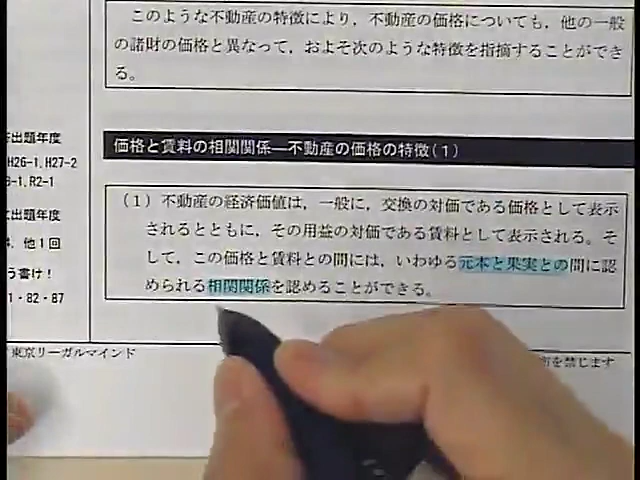 このような不動産の特徴により，不動産の価格についても，他の一般
の諸財の価格と異なって，およそ次のような特徴を指摘することができ
る。
出題年度
H26-1，H27-2
-1，R2-1
出題年度
他1回
う書け！
1・82・87
価格と賃料の相関関係―不動産の価格の特徴（1）
（1）不動産の経済価値は，一般に，交換の対価である価格として表示
されるとともに，その用益の対価である賃料として表示される。そ
して，この価格と賃料との間には，いわゆる元本と果実との間に認
められる相関関係を認めることができる。
東京リーガルマインド
を禁じます